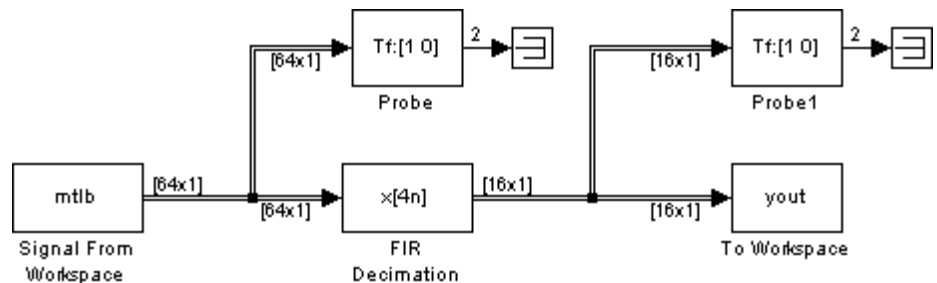 Tf:[1 0]
2
[64x1]
Probe
Tf:[1 0]
2
[16x1]
Probe1
mtlb
[64x1]
[64x1]
x[4n]
[16x1]
[16x1]
yout
Signal From
Workspace
FIR
Decimation
To Workspace